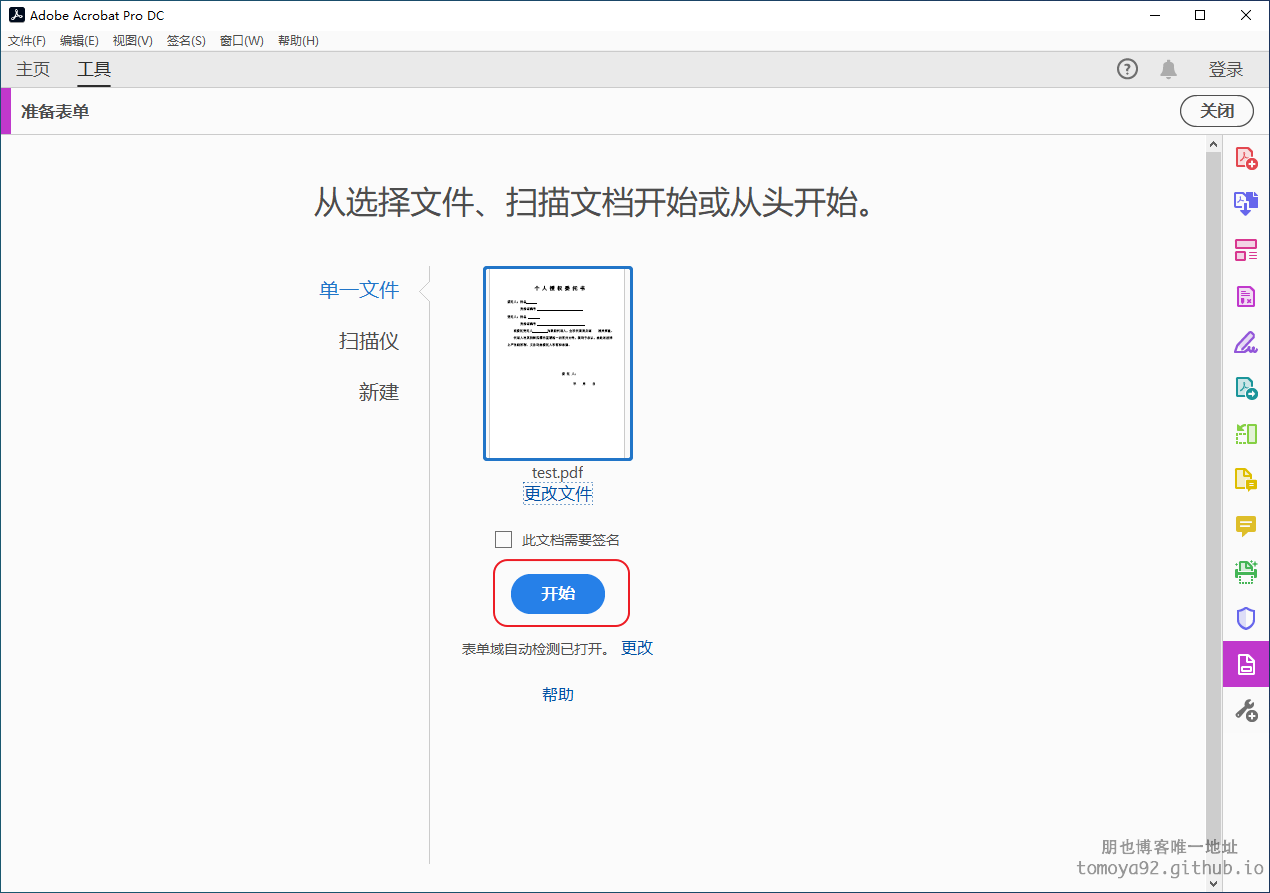 Adobe Acrobat Pro DC
文件(F) 编辑(E) 视图(V) 签名(S) 窗口(W) 帮助(H)
主页 工具 登录
准备表单 关闭
从选择文件、扫描文档开始或从头开始。
单一文件
扫描仪
新建
个人授权委托书
test.pdf
更改文件
此文档需要签名
开始
表单域自动检测已打开。 更改
帮助
朋也博客唯一地址
tomoya92.github.io